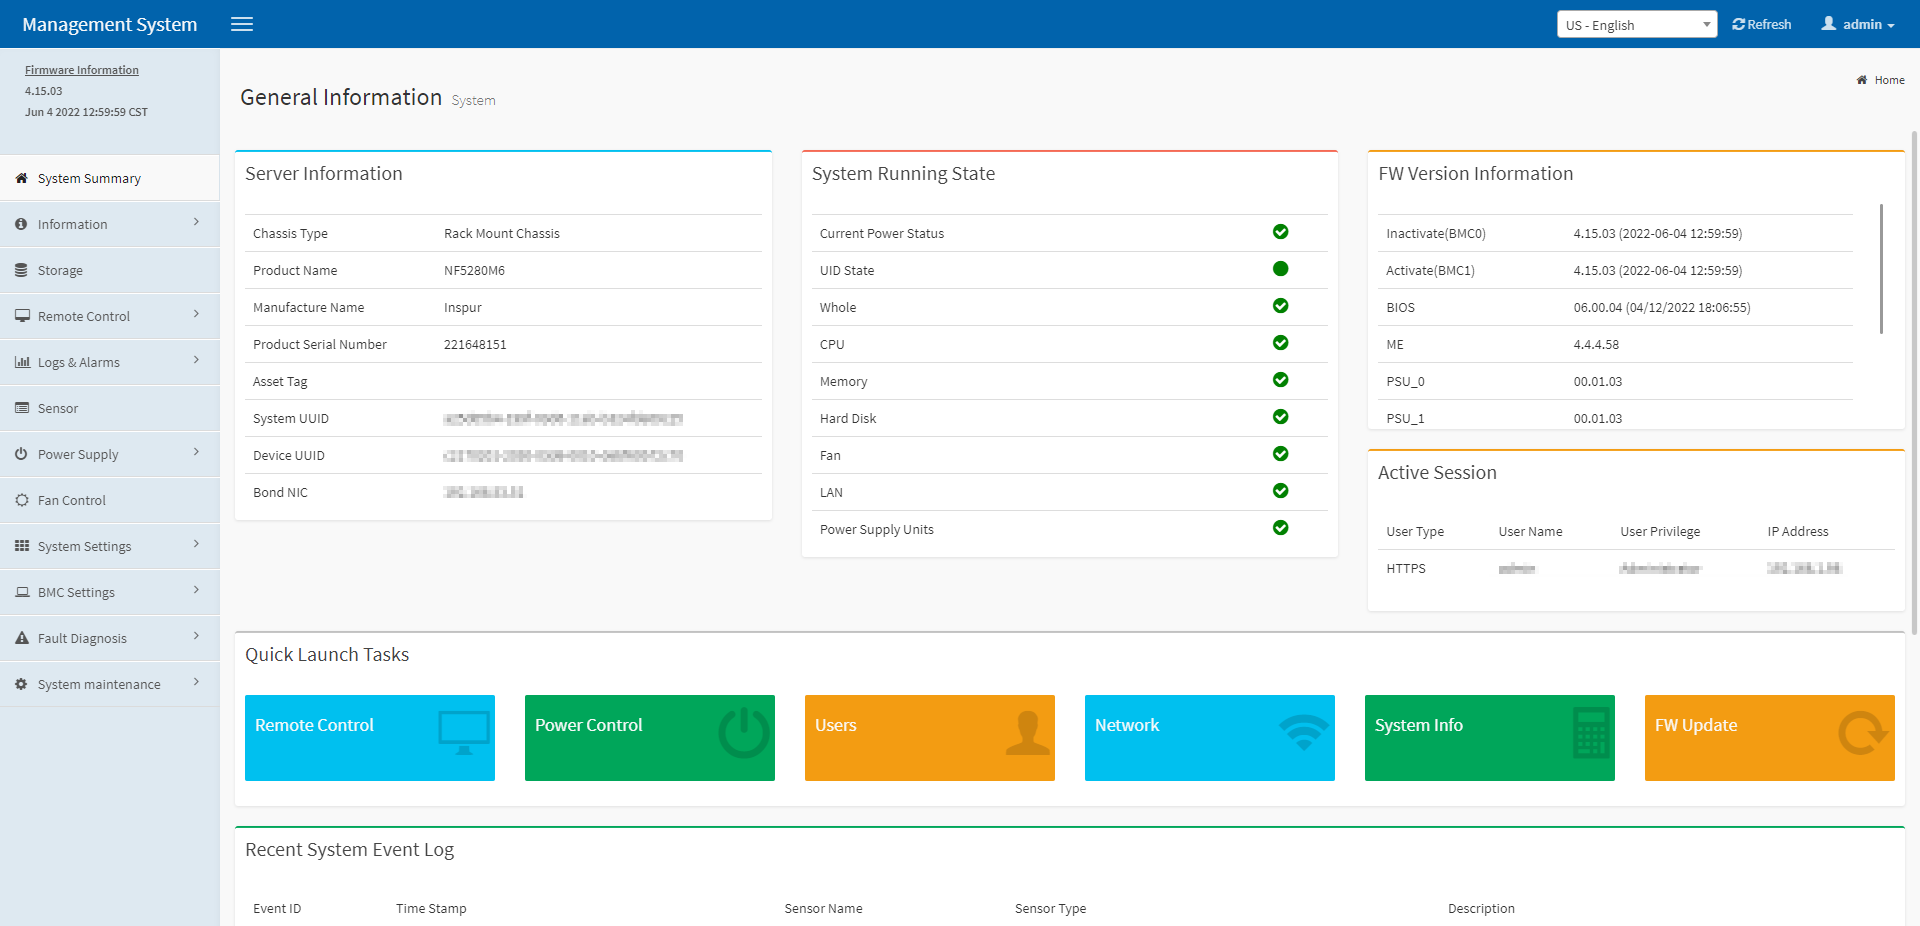 Management System
US - English
Refresh
admin
Firmware Information
4.15.03
Jun 4 2022 12:59:59 CST
System Summary
Information
Storage
Remote Control
Logs & Alarms
Sensor
Power Supply
Fan Control
System Settings
BMC Settings
Fault Diagnosis
System maintenance
Home
General Information System
Server Information
Chassis Type Rack Mount Chassis
Product Name NF5280M6
Manufacture Name Inspur
Product Serial Number 221648151
Asset Tag
System UUID
Device UUID
Bond NIC
System Running State
Current Power Status
UID State
Whole
CPU
Memory
Hard Disk
Fan
LAN
Power Supply Units
FW Version Information
Inactivate(BMC0) 4.15.03 (2022-06-04 12:59:59)
Activate(BMC1) 4.15.03 (2022-06-04 12:59:59)
BIOS 06.00.04 (04/12/2022 18:06:55)
ME 4.4.4.58
PSU_0 00.01.03
PSU_1 00.01.03
Active Session
User Type User Name User Privilege IP Address
HTTPS
Quick Launch Tasks
Remote Control
Power Control
Users
Network
System Info
FW Update
Recent System Event Log
Event ID Time Stamp Sensor Name Sensor Type Description